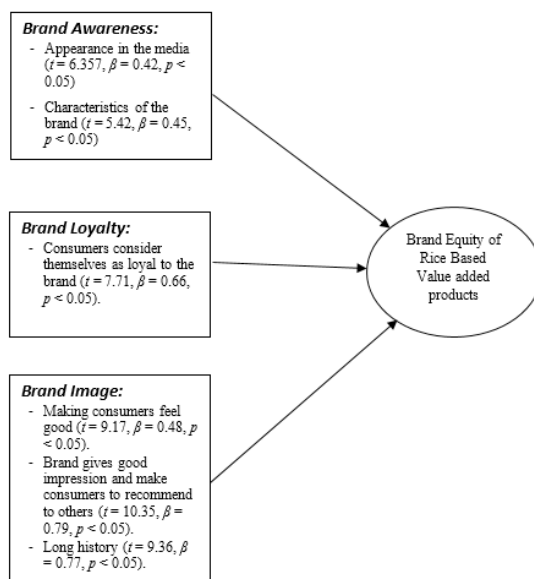 Brand Awareness:
- Appearance in the media
(t = 6.357, β = 0.42, p <
0.05)
- Characteristics of the
brand (t = 5.42, β = 0.45,
p < 0.05)
Brand Loyalty:
- Consumers consider
themselves as loyal to the
brand (t = 7.71, β = 0.66,
p < 0.05).
Brand Image:
- Making consumers feel
good (t = 9.17, β = 0.48, p
< 0.05).
- Brand gives good
impression and make
consumers to recommend
to others (t = 10.35, β =
0.79, p < 0.05).
- Long history (t = 9.36, β
= 0.77, p < 0.05).
Brand Equity of
Rice Based
Value added
products